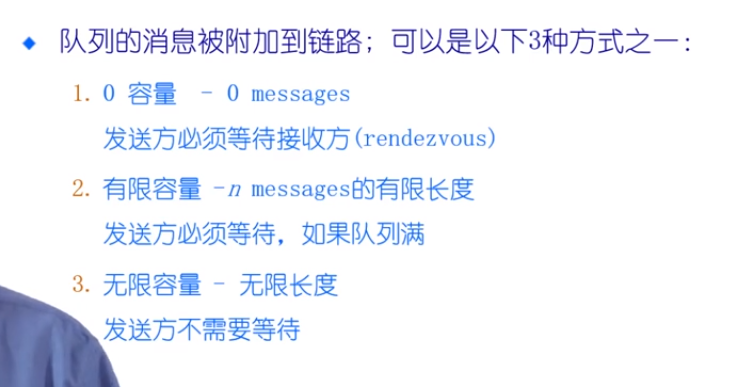 队列的消息被附加到链路; 可以是以下3种方式之一:
1. 0 容量 - 0 messages
发送方必须等待接收方(rendezvous)
2. 有限容量 -n messages的有限长度
发送方必须等待, 如果队列满
3. 无限容量 - 无限长度
发送方不需要等待